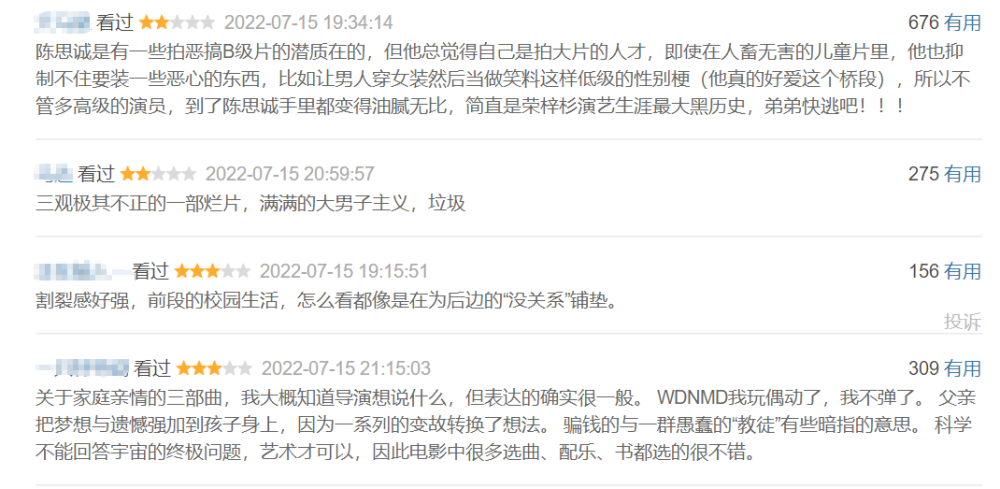 看过 2022-07-15 19:34:14 676 有用
陈思诚是有一些拍恶搞B级片的潜质在的，但他总觉得自己是拍大片的人才，即使在人畜无害的儿童片里，他也抑
制不住要装一些恶心的东西，比如让男人穿女装然后当做笑料这样低级的性别梗（他真的好爱这个桥段），所以不
管多高级的演员，到了陈思诚手里都变得油腻无比，简直是荣梓杉演艺生涯最大黑历史，弟弟快逃吧！！！
看过 2022-07-15 20:59:57 275 有用
三观极其不正的一部烂片，满满的大男子主义，垃圾
看过 2022-07-15 19:15:51 156 有用
割裂感好强，前段的校园生活，怎么看都像是在为后边的“没关系”铺垫。
投诉
看过 2022-07-15 21:15:03 309 有用
关于家庭亲情的三部曲，我大概知道导演想说什么，但表达的确实很一般。 WDNMD我玩偶动了，我不弹了。 父亲
把梦想与遗憾强加到孩子身上，因为一系列的变故转换了想法。 骗钱的与一群愚蠢的“教徒”有些暗指的意思。 科学
不能回答宇宙的终极问题，艺术才可以，因此电影中很多选曲、配乐、书都选的很不错。